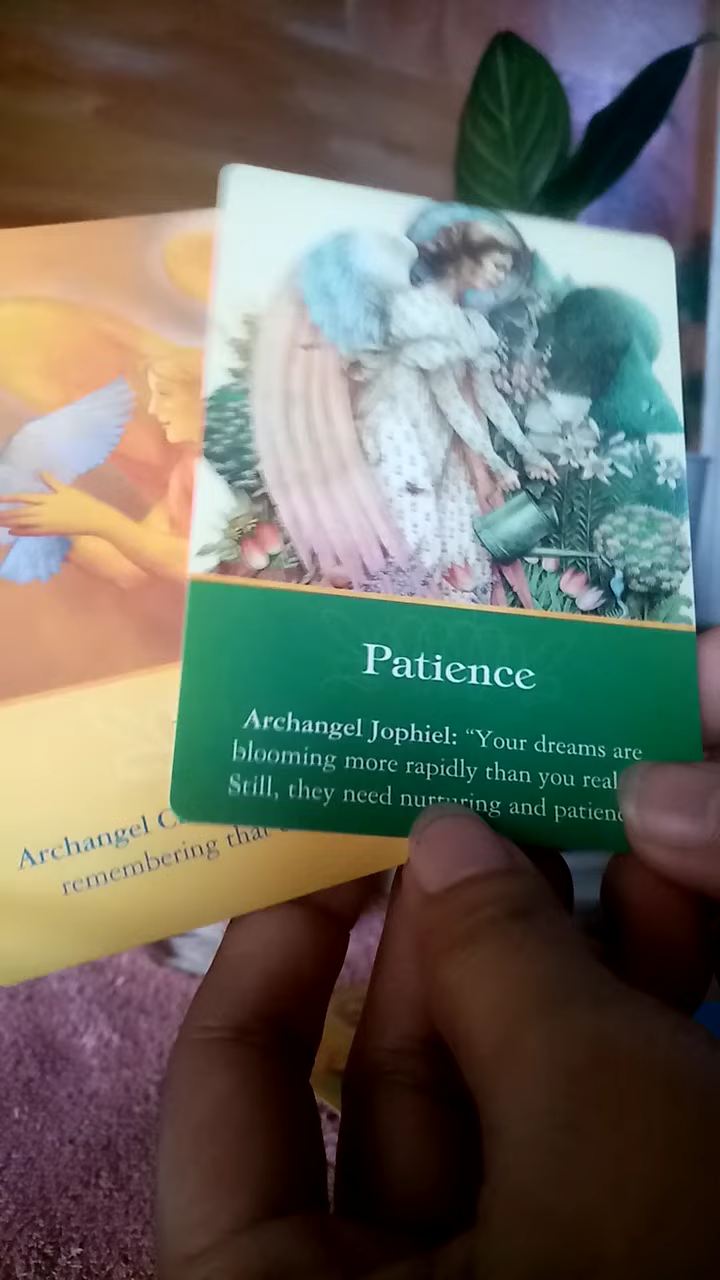 Patience
Archangel Jophiel: "Your dreams are
blooming more rapidly than you real
Still, they need nurturing and patienc
Archangel C
remembering that